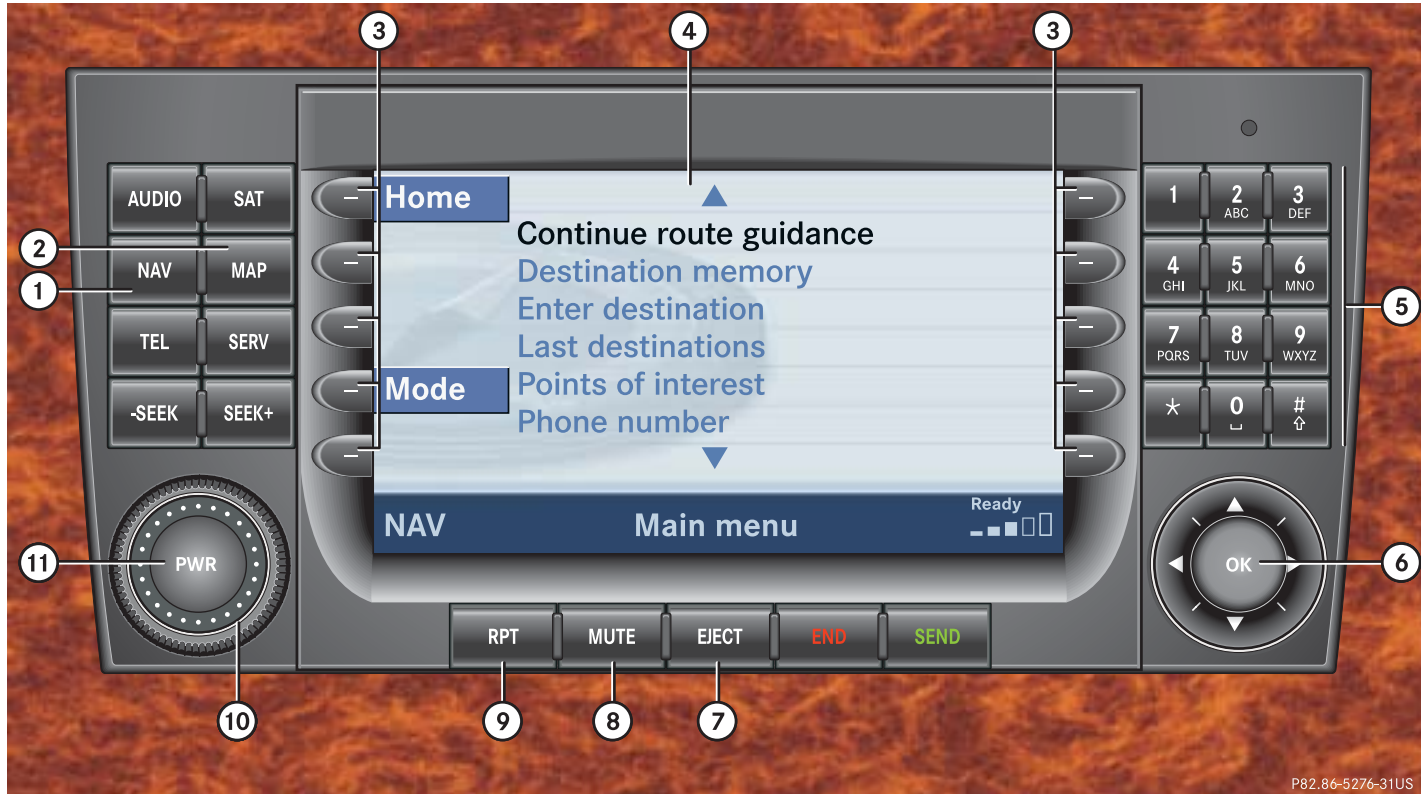 3
4
3
AUDIO
SAT
2
NAV
MAP
1
TEL
SERV
-SEEK
SEEK+
Home
Continue route guidance
Destination memory
Enter destination
Last destinations
Mode
Points of interest
Phone number
NAV
Main menu
Ready
1
2
ABC
3
DEF
4
GHI
5
JKL
6
MNO
7
PQRS
8
TUV
9
WXYZ
*
0
#
5
11
PWR
OK
6
RPT
MUTE
EJECT
END
SEND
10
9
8
7
P82.86-5276-31US